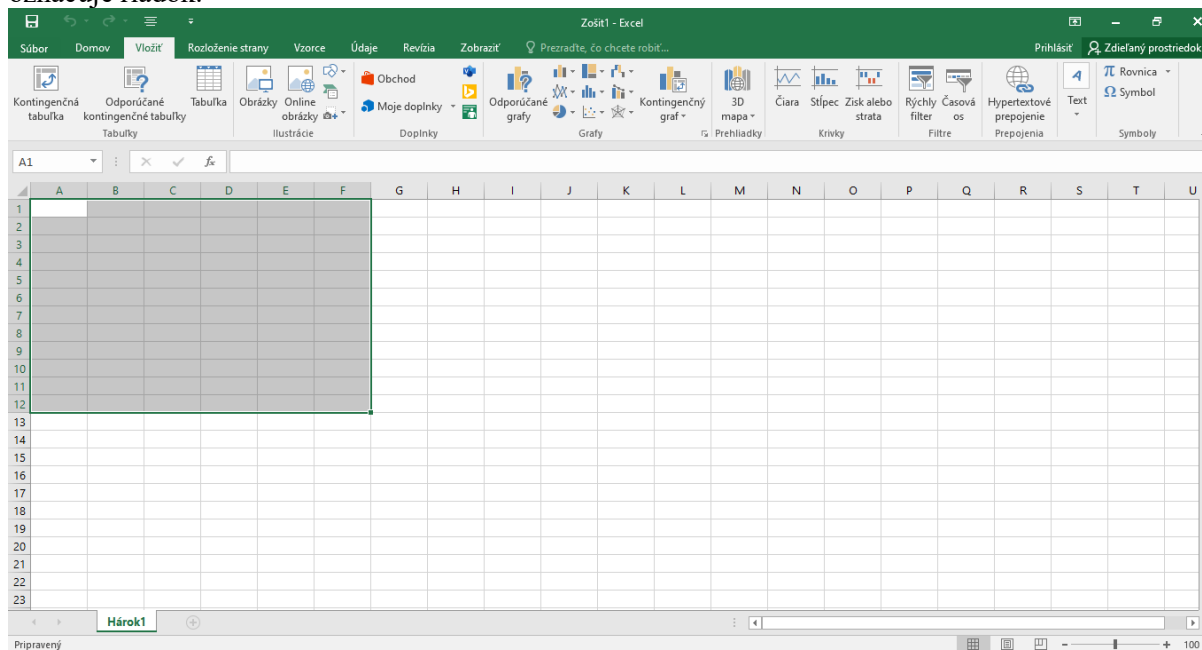 označuje riadok.
Zošit1 - Excel
Súbor Domov Vložiť Rozloženie strany Vzorce Údaje Revízia Zobraziť Prezraďte, čo chcete robiť... Prihlásiť Zdieľaný prostriedok
Kontingenčná tabuľka
Odporúčané kontingenčné tabuľky
Tabuľka
Obrázky
Online obrázky
Obchod
Moje doplnky
Odporúčané grafy
Kontingenčný graf
3D mapa
Čiara
Stĺpec
Zisk alebo strata
Rýchly filter
Časová os
Hypertextové prepojenie
Text
π Rovnica
Ω Symbol
Tabuľky Ilustrácie Doplnky Grafy Prehliadky Krivky Filtre Prepojenia Symboly
A1 fx
A B C D E F G H I J K L M N O P Q R S T U
1
2
3
4
5
6
7
8
9
10
11
12
13
14
15
16
17
18
19
20
21
22
23
Hárok1
Pripravený 100